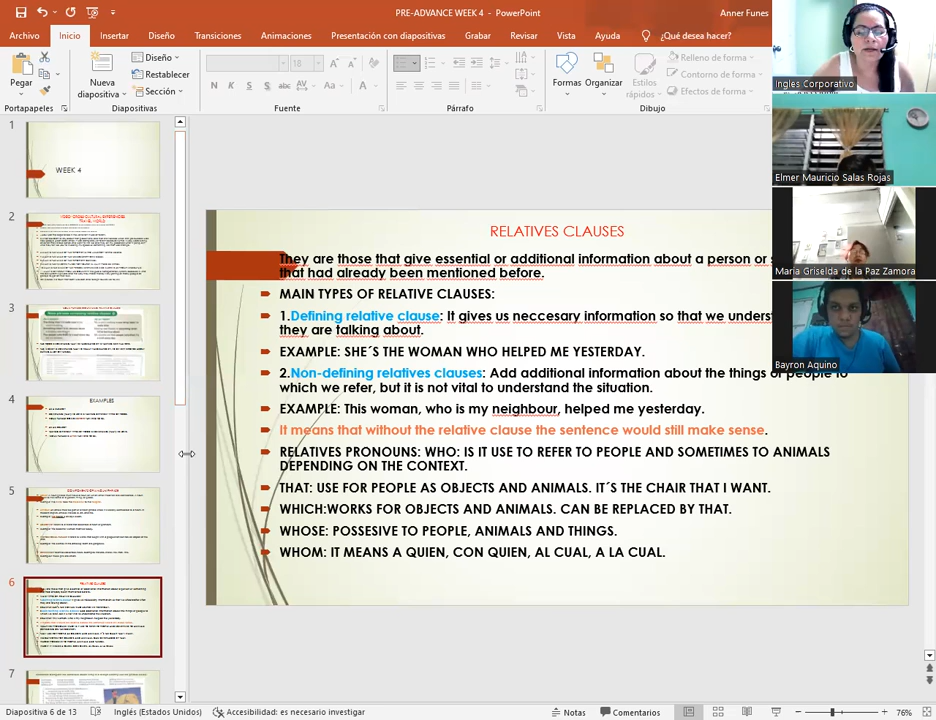 PRE-ADVANCE WEEK 4 - PowerPoint
Anner Funes
Archivo Inicio Insertar Diseño Transiciones Animaciones Presentación con diapositivas Grabar Revisar Vista Ayuda ¿Qué desea hacer?
Pegar
Nueva diapositiva
Diseño
Restablecer
Sección
18
N K S S abc AV Aa A
Formas
Organizar
Estilos rápidos
Relleno de forma
Contorno de forma
Efectos de forma
Portapapeles Diapositivas Fuente Párrafo Dibujo
Ingles Corporativo
Elmer Mauricio Salas Rojas
Maria Griselda de la Paz Zamora
Bayron Aquino
1
WEEK 4
2
3
4
EXAMPLES
5
6
7
RELATIVES CLAUSES
They are those that give essential or additional information about a person or s
that had already been mentioned before.
MAIN TYPES OF RELATIVE CLAUSES:
1.Defining relative clause: It gives us neccesary information so that we unders
they are talking about.
EXAMPLE: SHE´S THE WOMAN WHO HELPED ME YESTERDAY.
2.Non-defining relatives clauses: Add additional information about the things or people to
which we refer, but it is not vital to understand the situation.
EXAMPLE: This woman, who is my neighbour, helped me yesterday.
It means that without the relative clause the sentence would still make sense.
RELATIVES PRONOUNS: WHO: IS IT USE TO REFER TO PEOPLE AND SOMETIMES TO ANIMALS
DEPENDING ON THE CONTEXT.
THAT: USE FOR PEOPLE AS OBJECTS AND ANIMALS. IT´S THE CHAIR THAT I WANT.
WHICH:WORKS FOR OBJECTS AND ANIMALS. CAN BE REPLACED BY THAT.
WHOSE: POSSESIVE TO PEOPLE, ANIMALS AND THINGS.
WHOM: IT MEANS A QUIEN, CON QUIEN, AL CUAL, A LA CUAL.
Diapositiva 6 de 13 Inglés (Estados Unidos) Accesibilidad: es necesario investigar Notas Comentarios 76%